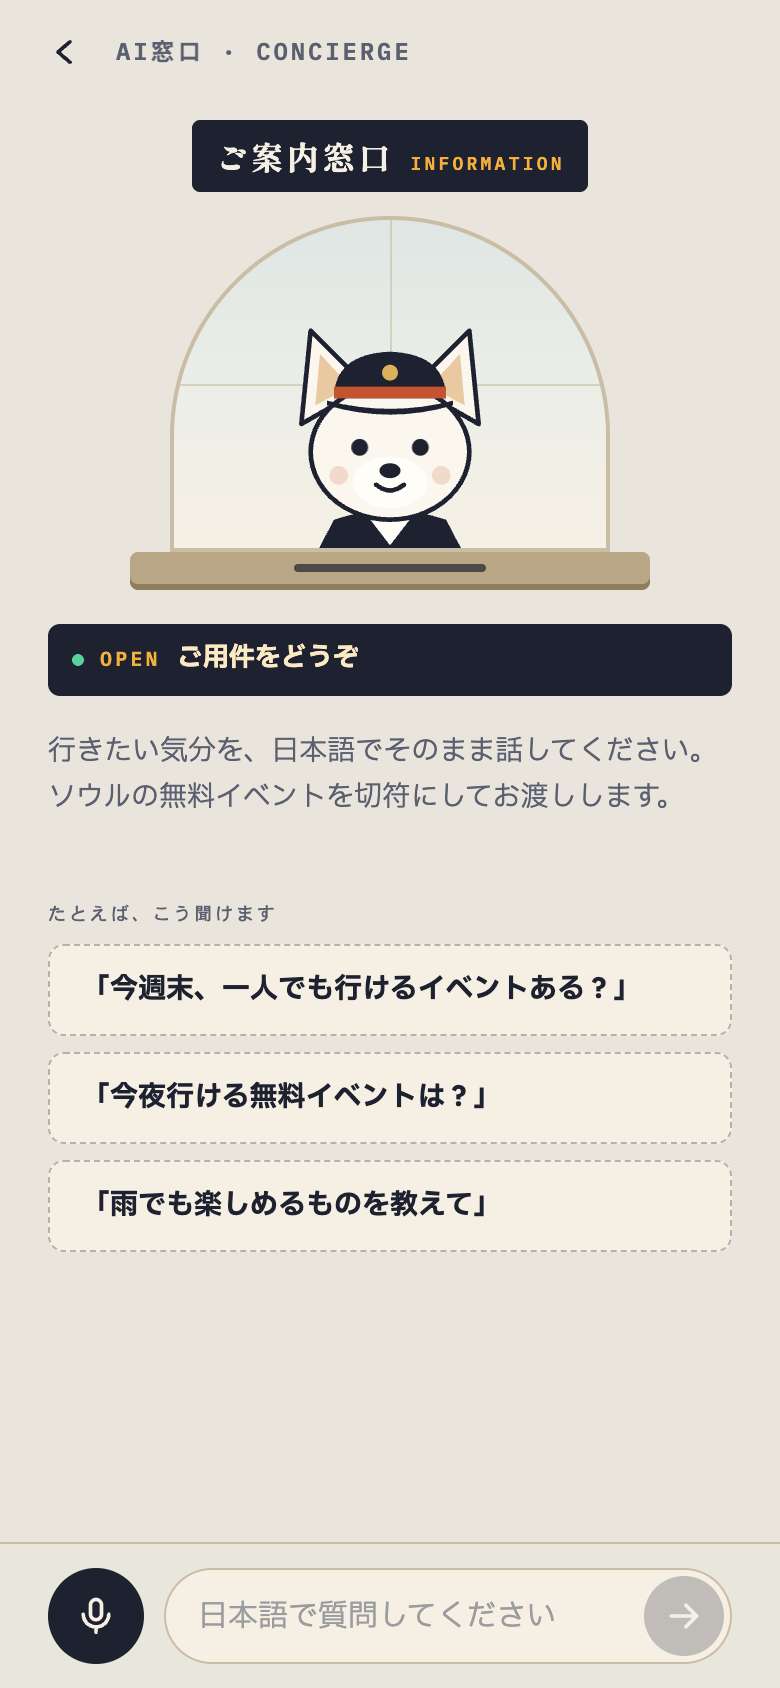 AI窓口 · CONCIERGE
ご案内窓口 INFORMATION
OPEN ご用件をどうぞ
行きたい気分を、日本語でそのまま話してください。
ソウルの無料イベントを切符にしてお渡しします。
たとえば、こう聞けます
「今週末、一人でも行けるイベントある？」
「今夜行ける無料イベントは？」
「雨でも楽しめるものを教えて」
日本語で質問してください